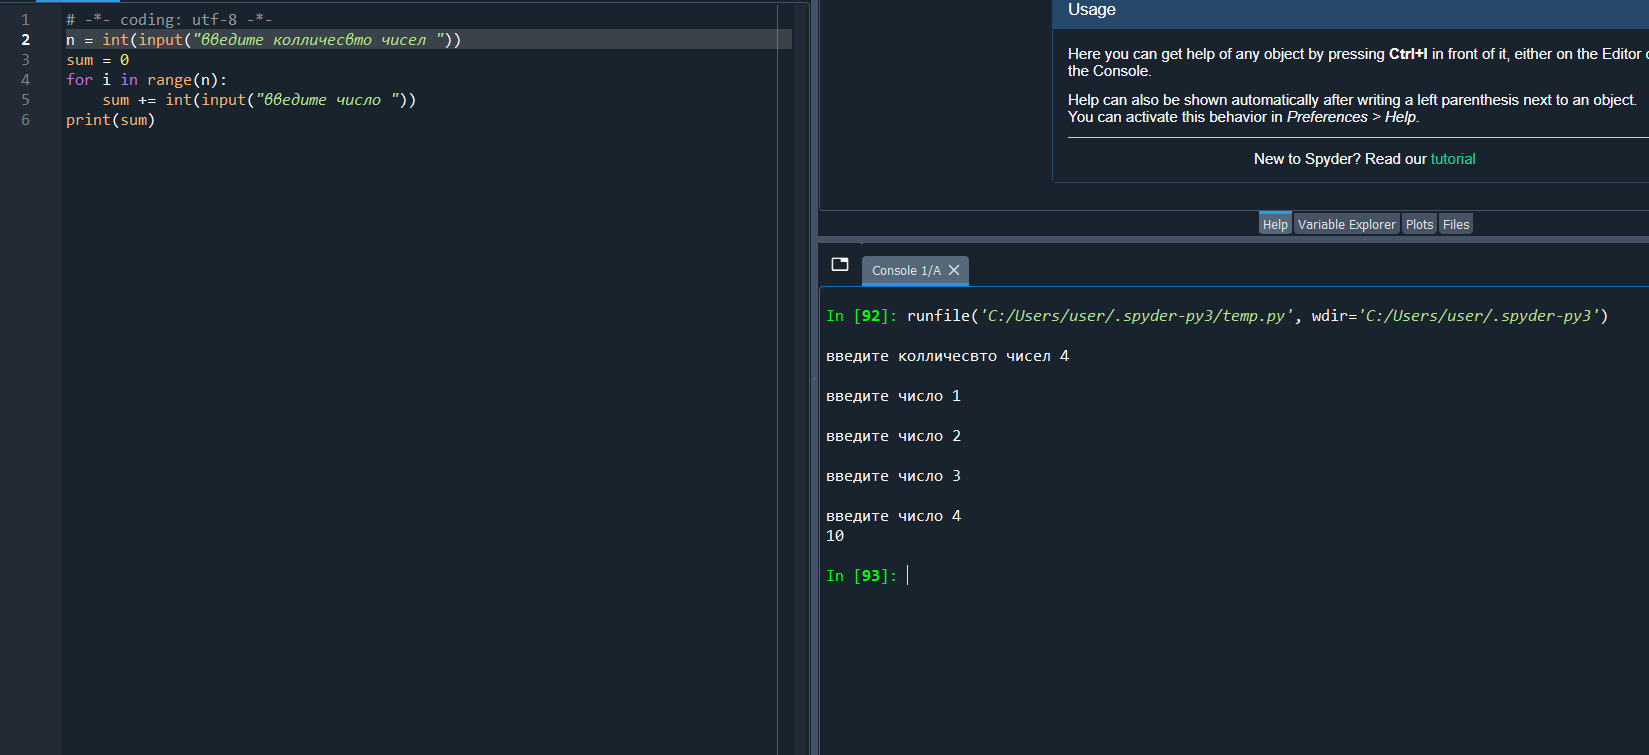 1 # -*- coding: utf-8 -*-
2 n = int(input("введите колличесвто чисел "))
3 sum = 0
4 for i in range(n):
5     sum += int(input("введите число "))
6 print(sum)
Usage
Here you can get help of any object by pressing Ctrl+I in front of it, either on the Editor
the Console.
Help can also be shown automatically after writing a left parenthesis next to an object.
You can activate this behavior in Preferences > Help.
New to Spyder? Read our tutorial
Help Variable Explorer Plots Files
Console 1/A
In [92]: runfile('C:/Users/user/.spyder-py3/temp.py', wdir='C:/Users/user/.spyder-py3')
введите колличесвто чисел 4
введите число 1
введите число 2
введите число 3
введите число 4
10
In [93]: